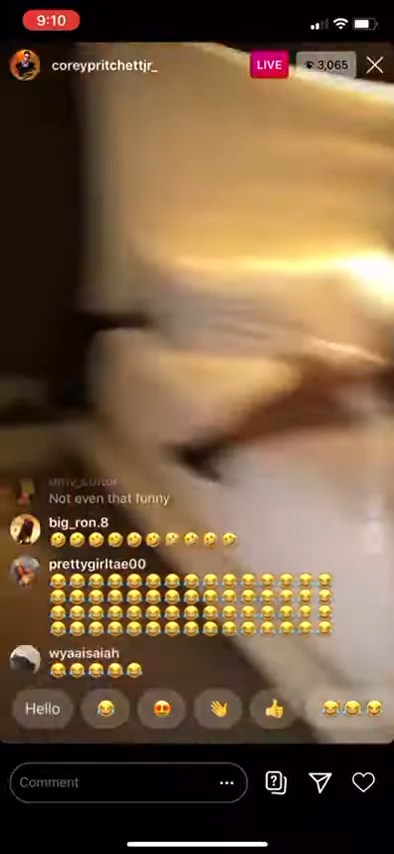 9:10
coreypritchettjr_
LIVE
3,065
Not even that funny
big_ron.8
🤣🤣🤣🤣🤣🤣🤣🤣🤣🤣
prettygirltae00
😂😂😂😂😂😂😂😂😂😂😂😂😂😂😂
😂😂😂😂😂😂😂😂😂😂😂😂😂😂😂
😂😂😂😂😂😂😂😂😂😂😂😂😂😂😂
😂😂😂😂😂😂😂😂😂😂😂😂😂😂😂
wyaaisaiah
😂😂😂😂😂
Hello 😂 😍 👋 👍 😂😂😂
Comment